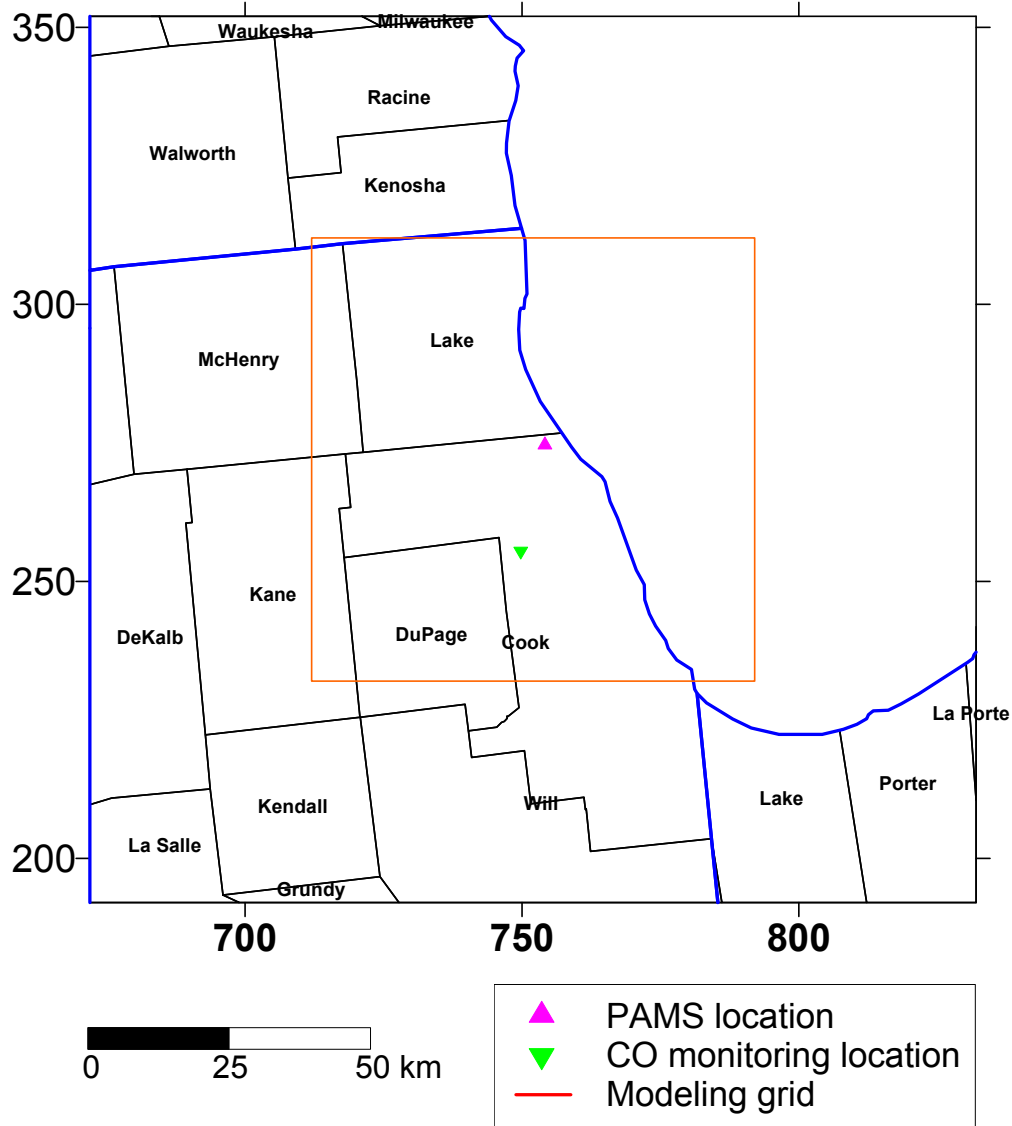 350
Waukesha
Milwaukee
Racine
Walworth
Kenosha
300
McHenry
Lake
250
Kane
DeKalb
DuPage
Cook
La Porte
Porter
Lake
Kendall
Will
La Salle
200
Grundy
700
750
800
PAMS location
CO monitoring location
Modeling grid
0
25
50 km